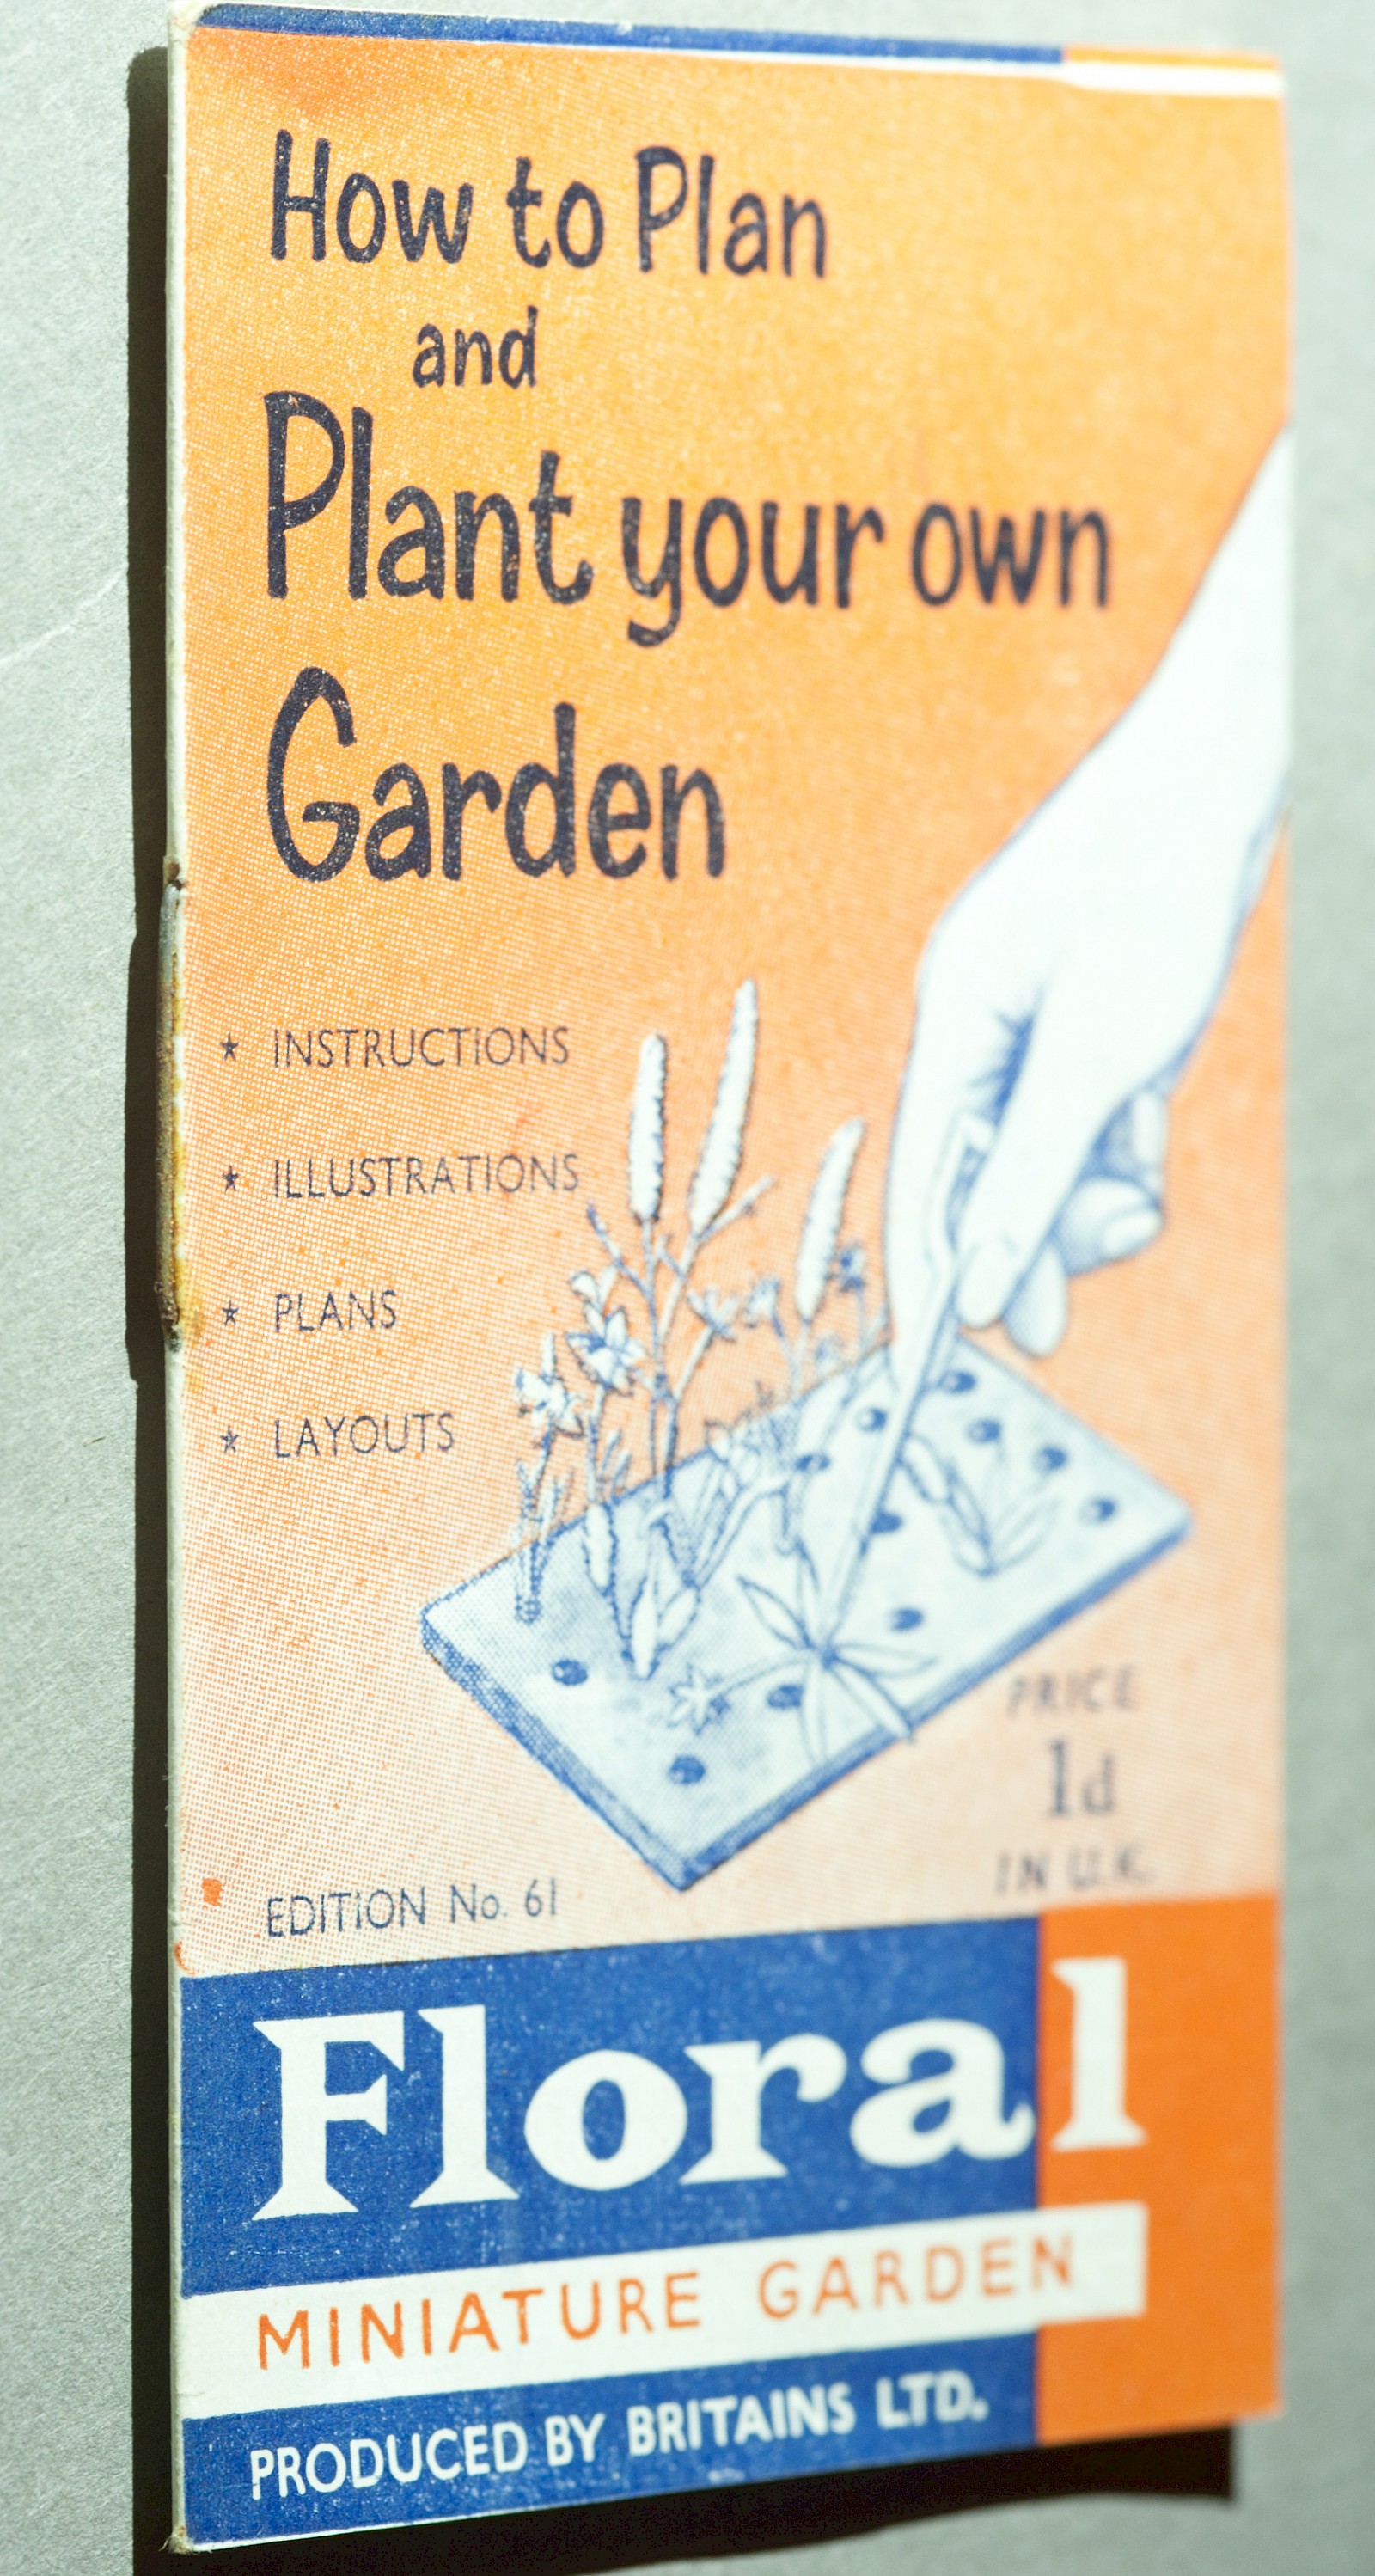 How to Plan
and
Plant your own
Garden
★ INSTRUCTIONS
★ ILLUSTRATIONS
★ PLANS
★ LAYOUTS
PRICE
1d
IN U.K.
EDITION No. 61
Floral
MINIATURE GARDEN
PRODUCED BY BRITAINS LTD.